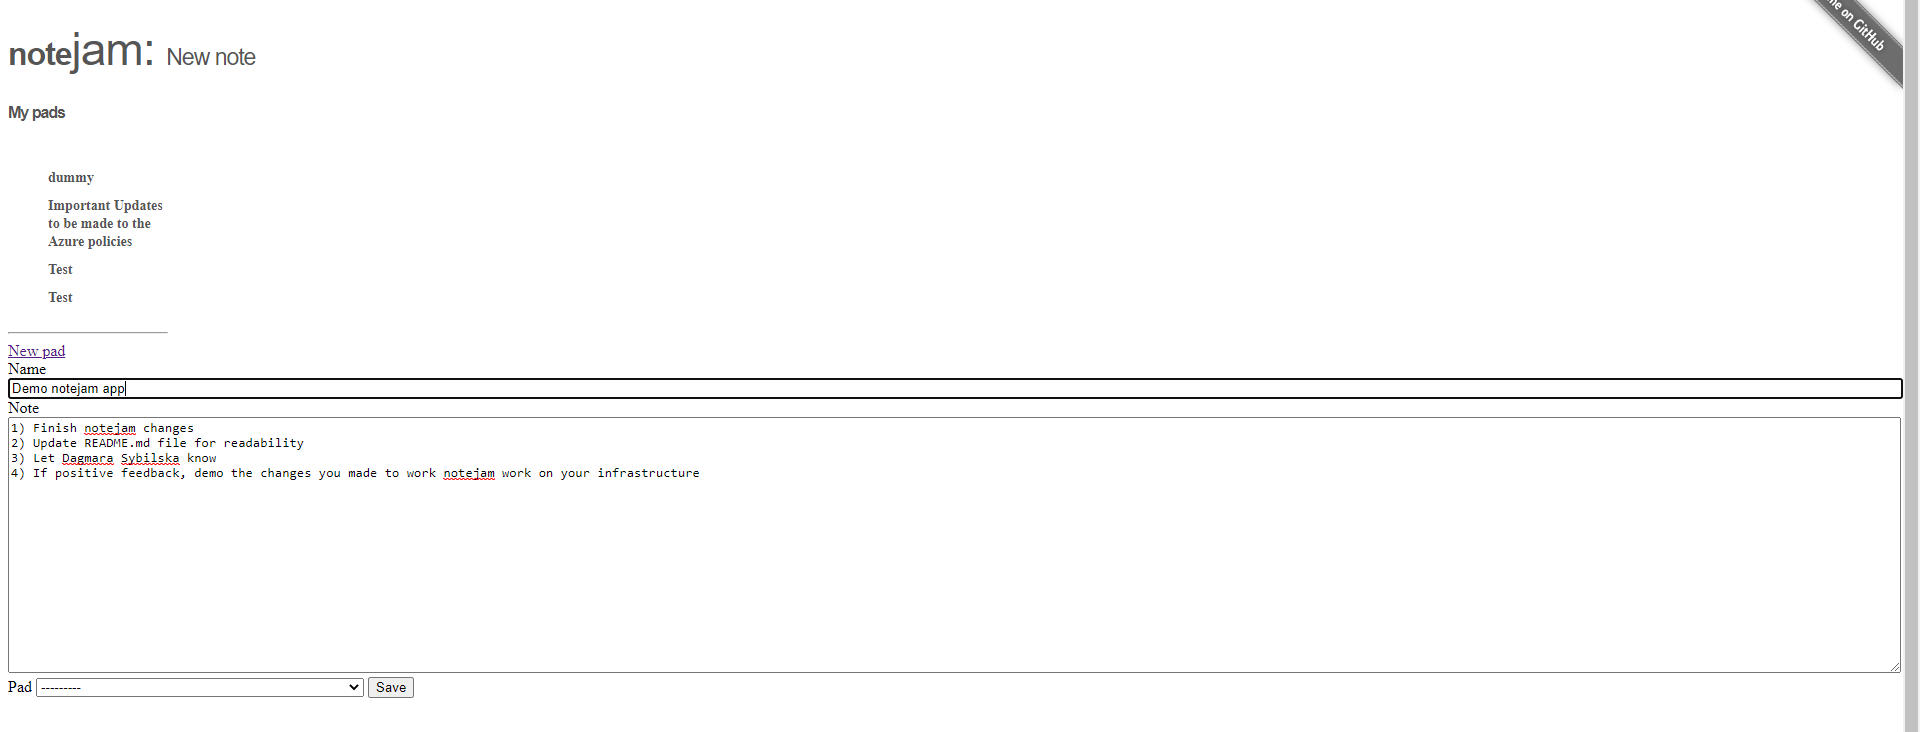 notejam: New note
me on GitHub
My pads
dummy
Important Updates
to be made to the
Azure policies
Test
Test
New pad
Name
Demo notejam app
Note
1) Finish notejam changes
2) Update README.md file for readability
3) Let Dagmara Sybilska know
4) If positive feedback, demo the changes you made to work notejam work on your infrastructure
Pad --------- Save